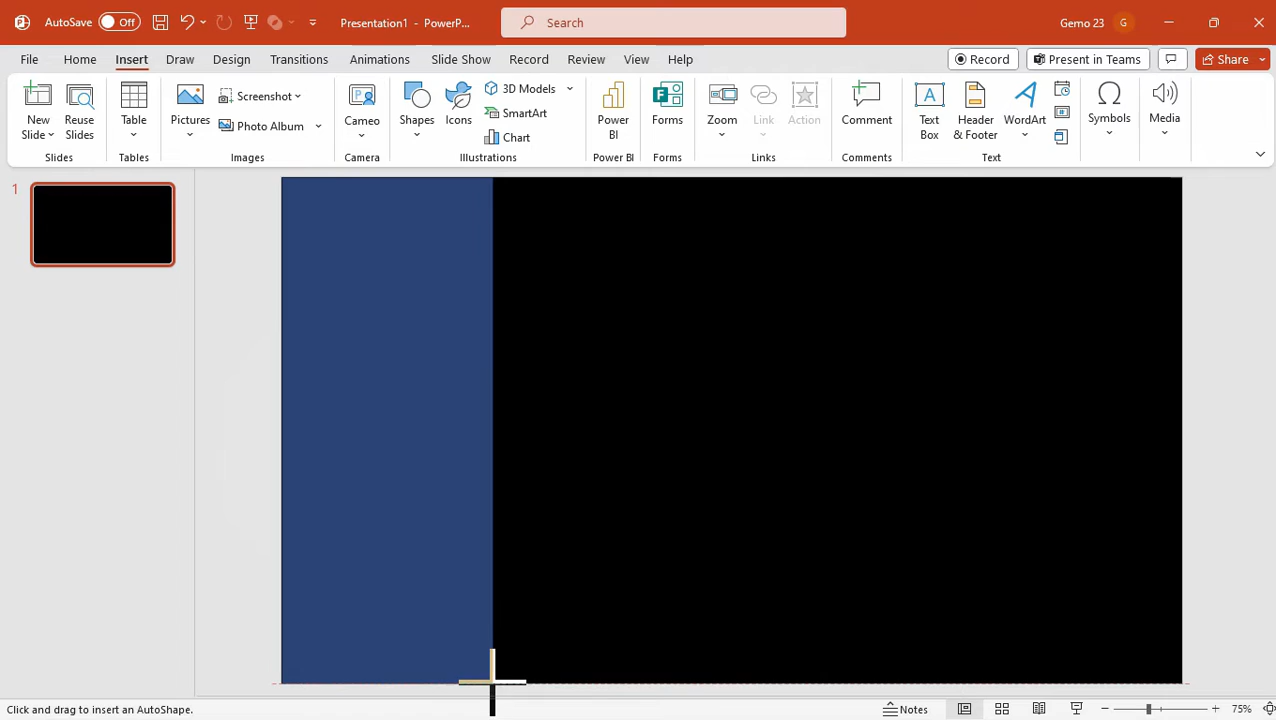 AutoSave Off Presentation1 - PowerP... Search Gemo 23 G
File Home Insert Draw Design Transitions Animations Slide Show Record Review View Help Record Present in Teams Share
New Slide
Reuse Slides
Table
Pictures
Screenshot
Photo Album
Cameo
Shapes
Icons
3D Models
SmartArt
Chart
Power BI
Forms
Zoom
Link
Action
Comment
Text Box
Header & Footer
WordArt
Symbols
Media
Slides Tables Images Camera Illustrations Power BI Forms Links Comments Text
1
Click and drag to insert an AutoShape. Notes 75%